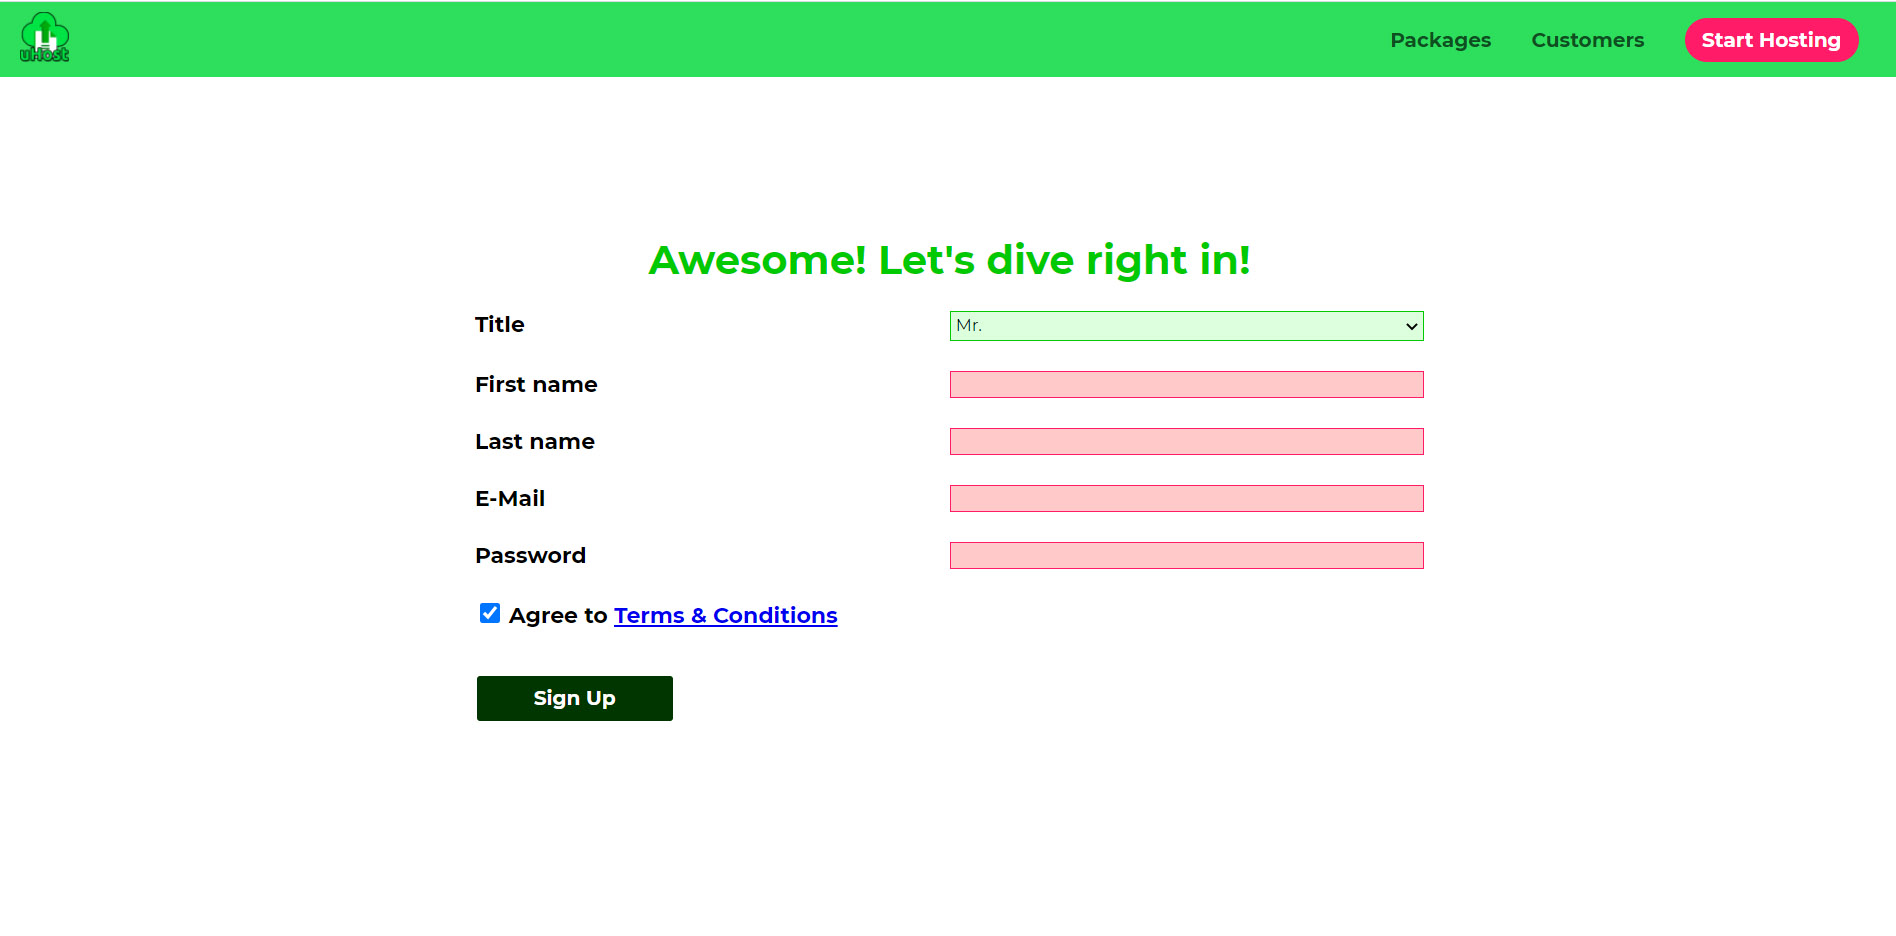 uHost
Packages Customers Start Hosting
Awesome! Let's dive right in!
Title Mr.
First name
Last name
E-Mail
Password
Agree to Terms & Conditions
Sign Up